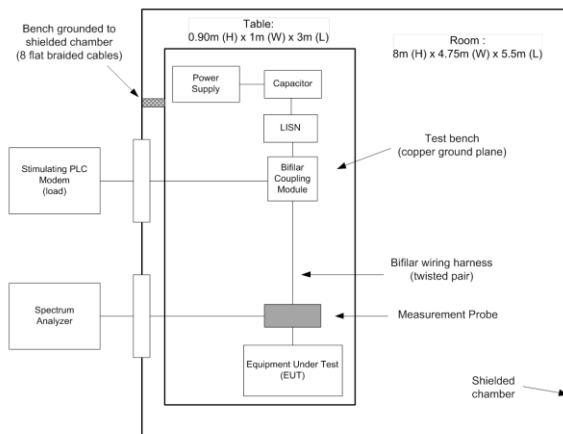 Bench grounded to
shielded chamber
(8 flat braided cables)
Table:
0.90m (H) x 1m (W) x 3m (L)
Room :
8m (H) x 4.75m (W) x 5.5m (L)
Power
Supply
Capacitor
LISN
Test bench
(copper ground plane)
Stimulating PLC
Modem
(load)
Bifilar
Coupling
Module
Bifilar wiring harness
(twisted pair)
Spectrum
Analyzer
Measurement Probe
Equipment Under Test
(EUT)
Shielded
chamber